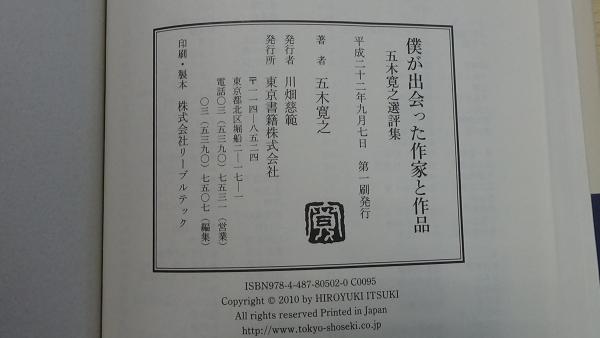 僕が出会った作家と作品
五木寛之選評集
平成二十二年九月七日　第一刷発行
著　者　五木寛之
発行者　川畑慈範
発行所　東京書籍株式会社
〒一一四―八五二四
東京都北区堀船二―一七―一
電話〇三（五三九〇）七五三一（営業）
〇三（五三九〇）七五〇七（編集）
印刷・製本　株式会社リーブルテック
寛
ISBN978-4-487-80502-0 C0095
Copyright © 2010 by HIROYUKI ITSUKI
All rights reserved Printed in Japan
http://www.tokyo-shoseki.co.jp